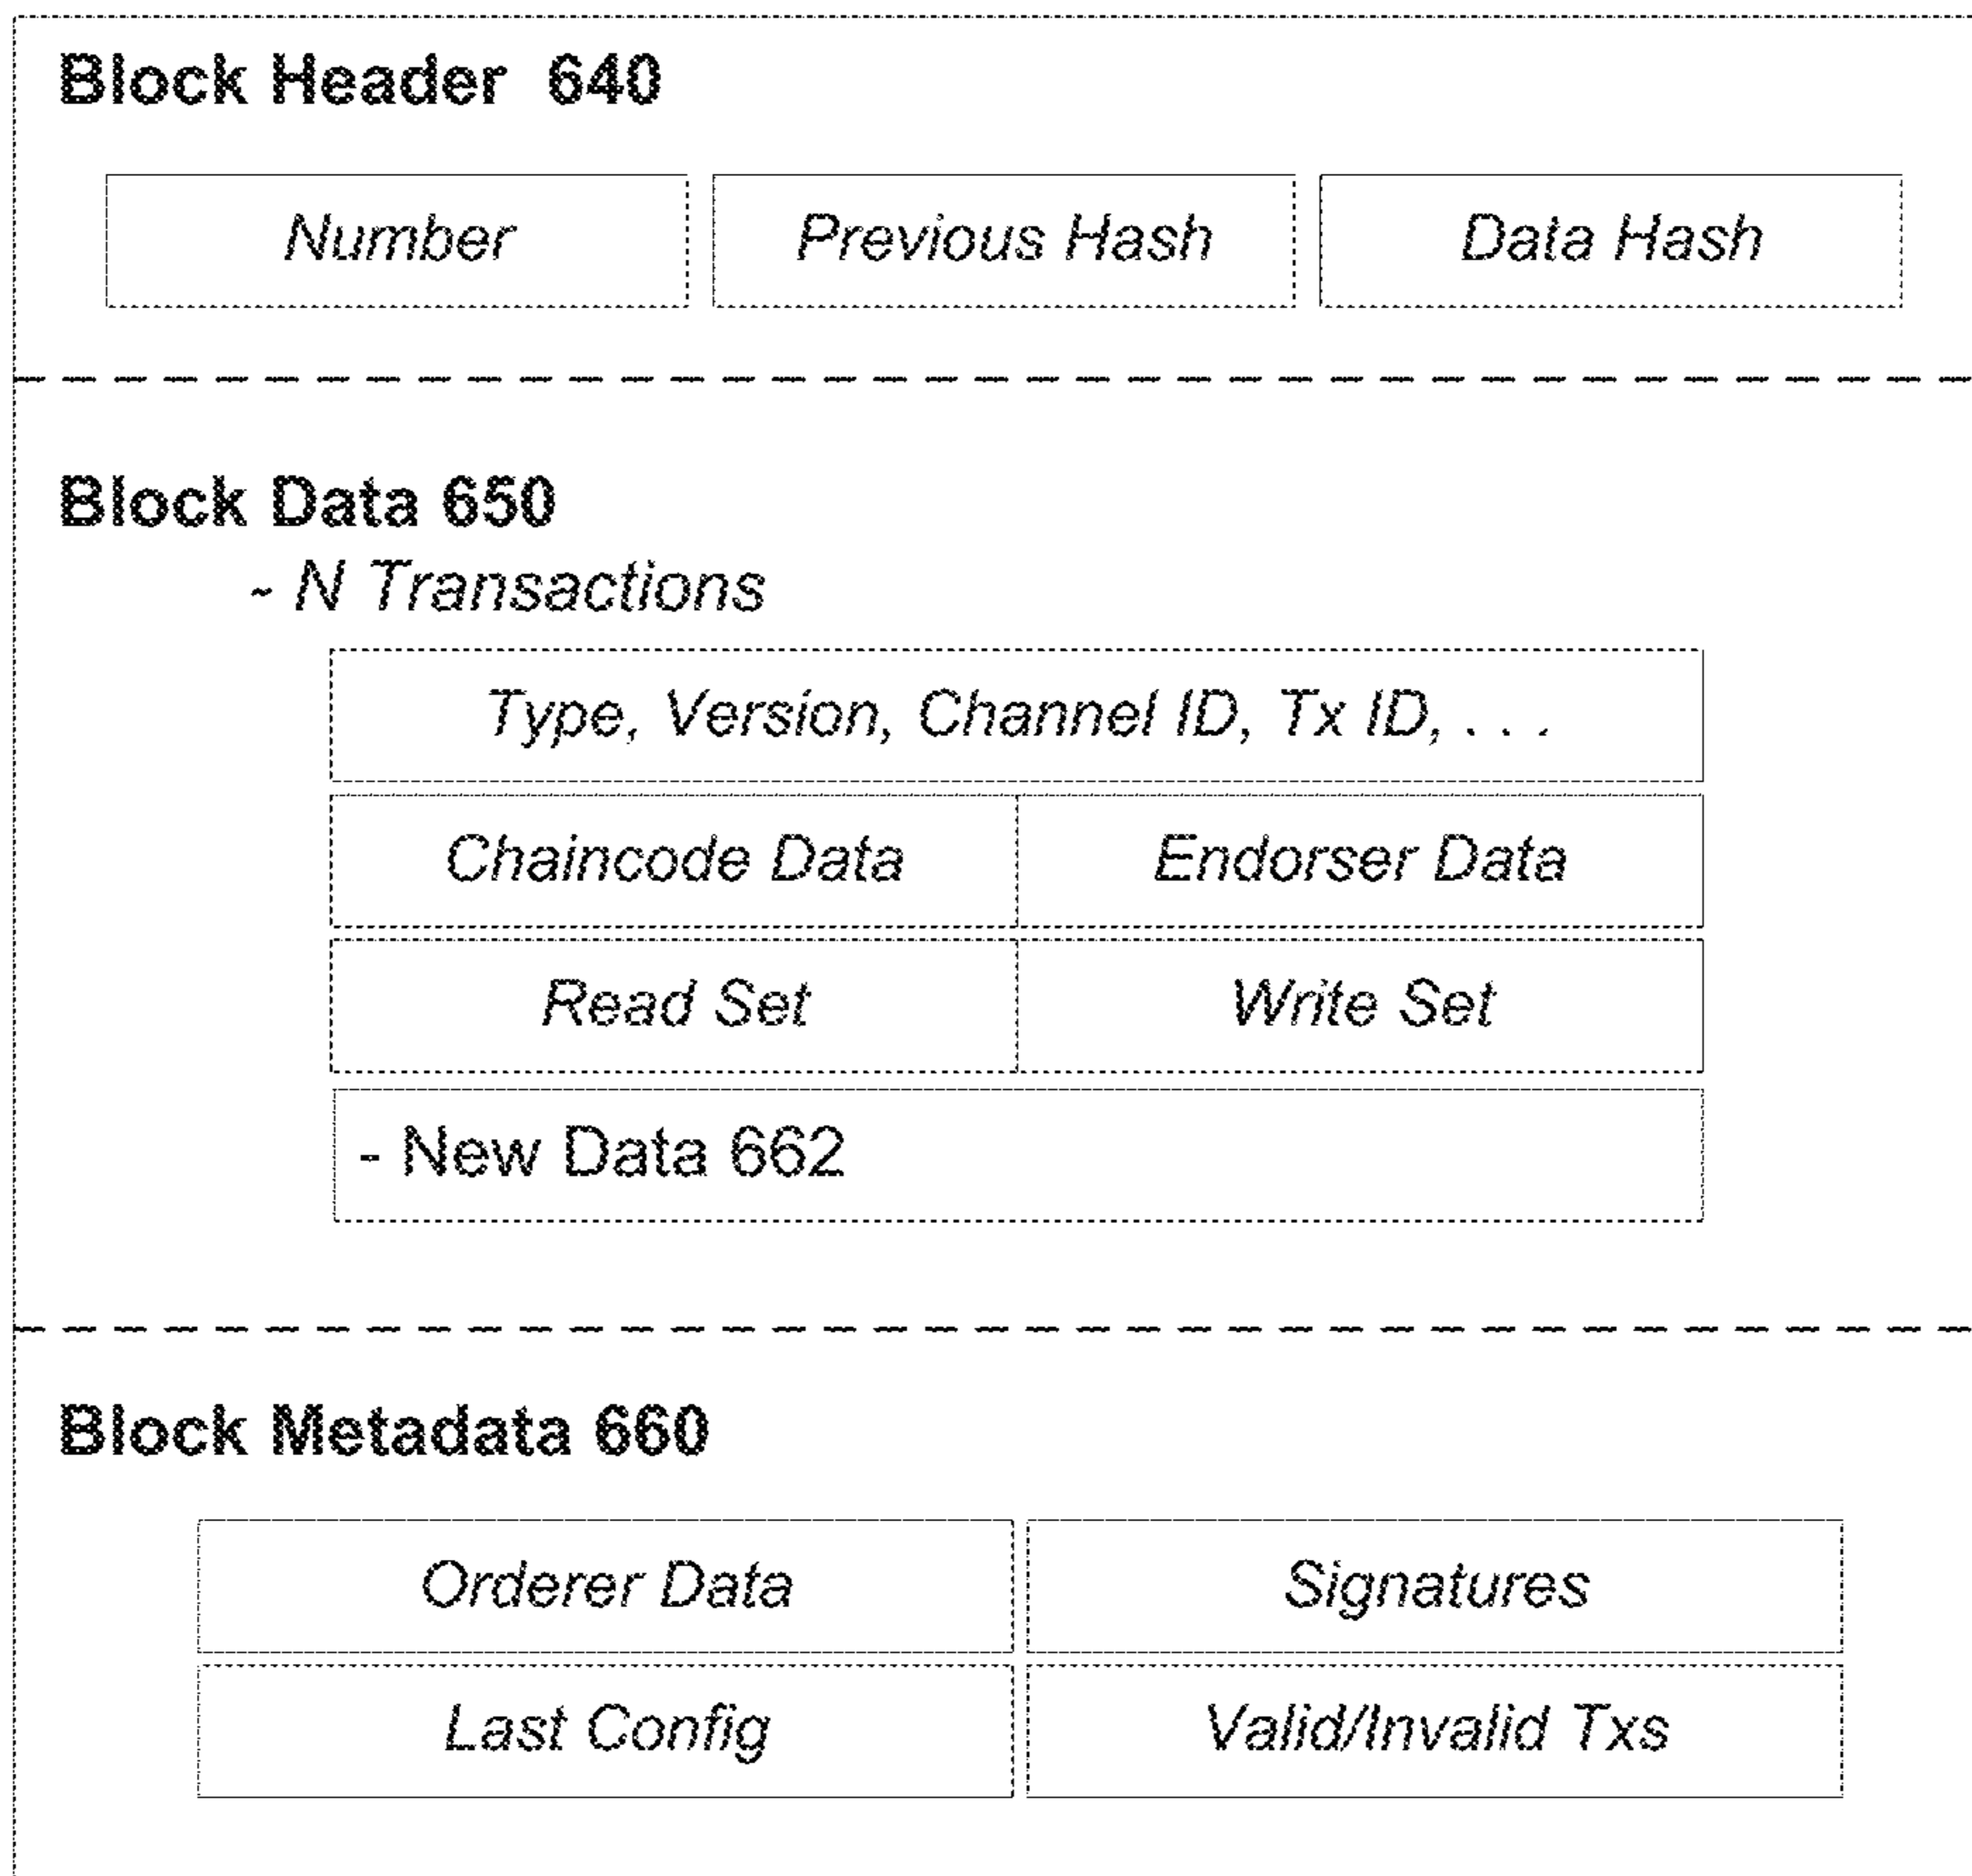 Block Header 640
Number Previous Hash Data Hash
Block Data 650
- N Transactions
Type, Version, Channel ID, Tx ID, . . .
Chaincode Data Endorser Data
Read Set Write Set
- New Data 662
Block Metadata 660
Orderer Data Signatures
Last Config Valid/Invalid Txs